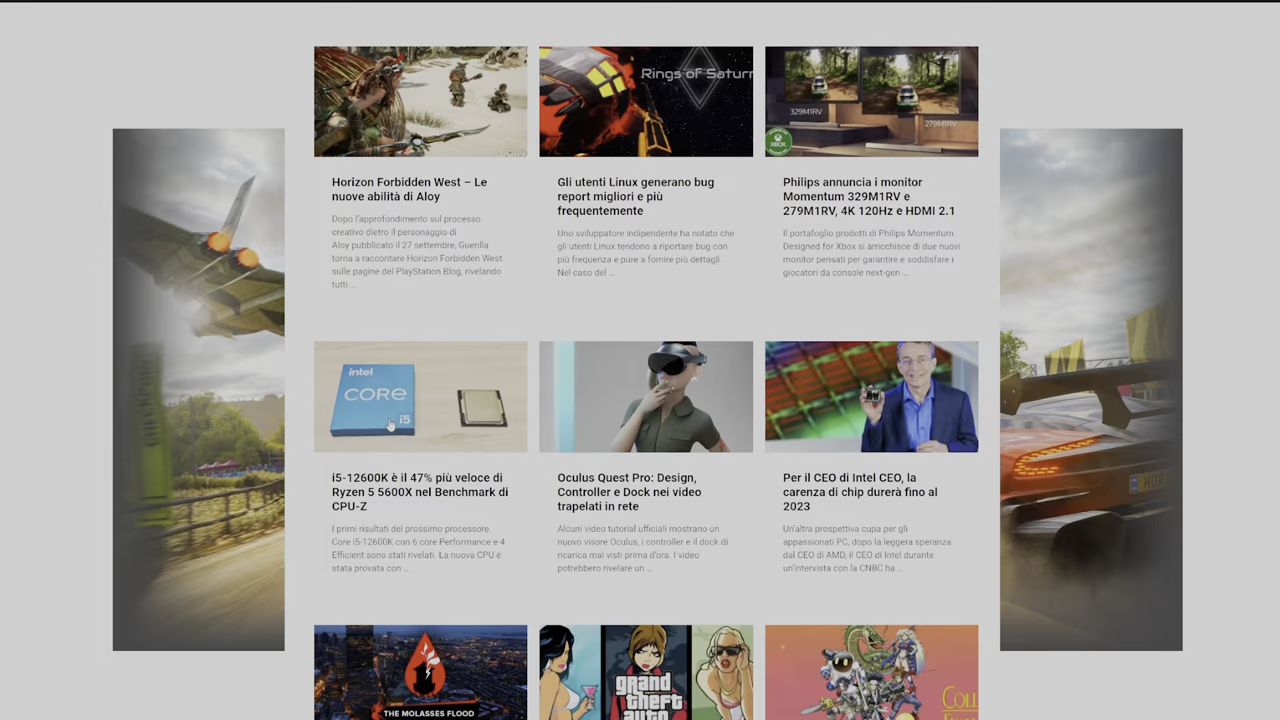 Rings of Saturn
329M1RV
279M1RV
XBOX
Horizon Forbidden West – Le
nuove abilità di Aloy
Dopo l'approfondimento sul processo
creativo dietro il personaggio di
Aloy pubblicato il 27 settembre, Guerilla
torna a raccontare Horizon Forbidden West
sulle pagine del PlayStation Blog, rivelando
tutti ...
Gli utenti Linux generano bug
report migliori e più
frequentemente
Uno sviluppatore indipendente ha notato che
gli utenti Linux tendono a riportare bug con
più frequenza e pure a fornire più dettagli.
Nel caso del ...
Philips annuncia i monitor
Momentum 329M1RV e
279M1RV, 4K 120Hz e HDMI 2.1
Il portafoglio prodotti di Philips Momentum
Designed for Xbox si arricchisce di due nuovi
monitor pensati per garantire e soddisfare i
giocatori da console next-gen ...
intel
CORE
i5
i5-12600K è il 47% più veloce di
Ryzen 5 5600X nel Benchmark di
CPU-Z
I primi risultati del prossimo processore
Core i5-12600K con 6 core Performance e 4
Efficient sono stati rivelati. La nuova CPU è
stata provata con ...
Oculus Quest Pro: Design,
Controller e Dock nei video
trapelati in rete
Alcuni video tutorial ufficiali mostrano un
nuovo visore Oculus, i controller e il dock di
ricarica mai visti prima d'ora. I video
potrebbero rivelare un ...
Per il CEO di Intel CEO, la
carenza di chip durerà fino al
2023
Un'altra prospettiva cupa per gli
appassionati PC, dopo la leggera speranza
dal CEO di AMD, il CEO di Intel durante
un'intervista con la CNBC ha ...
THE MOLASSES FLOOD
grand
theft
auto